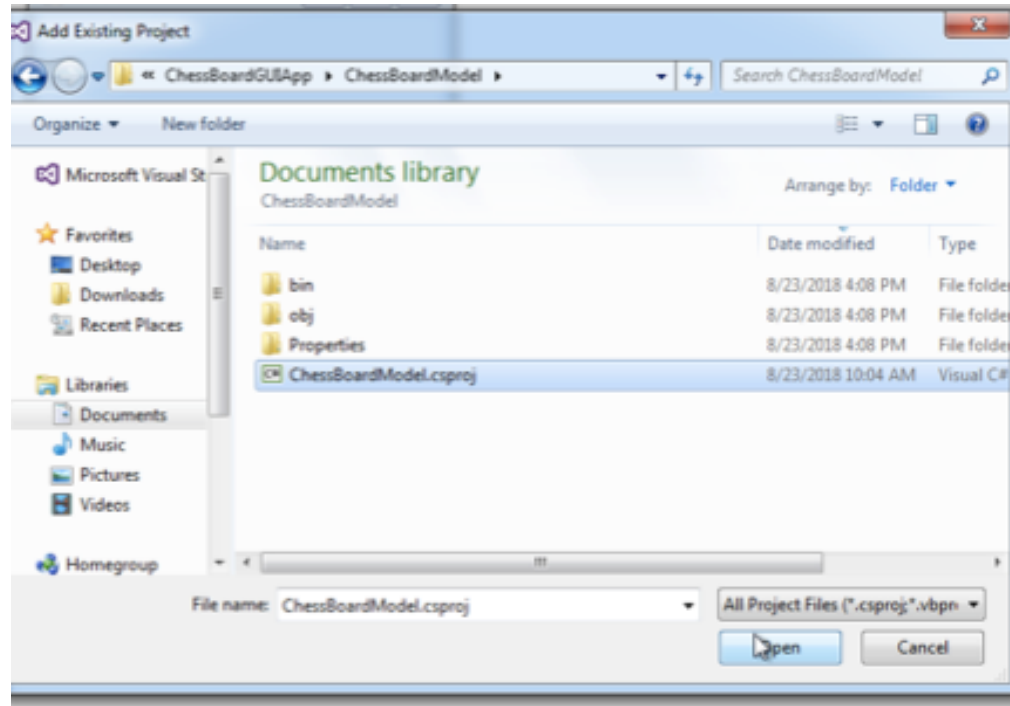 Add Existing Project
« ChessBoardGUIApp ▸ ChessBoardModel ▸ Search ChessBoardModel
Organize New folder
Microsoft Visual St
Favorites
Desktop
Downloads
Recent Places
Libraries
Documents
Music
Pictures
Videos
Homegroup
Documents library
ChessBoardModel
Arrange by: Folder
Name Date modified Type
bin 8/23/2018 4:08 PM File folder
obj 8/23/2018 4:08 PM File folder
Properties 8/23/2018 4:08 PM File folder
ChessBoardModel.csproj 8/23/2018 10:04 AM Visual C#
File name: ChessBoardModel.csproj All Project Files (*.csproj;*.vbpro
Open Cancel